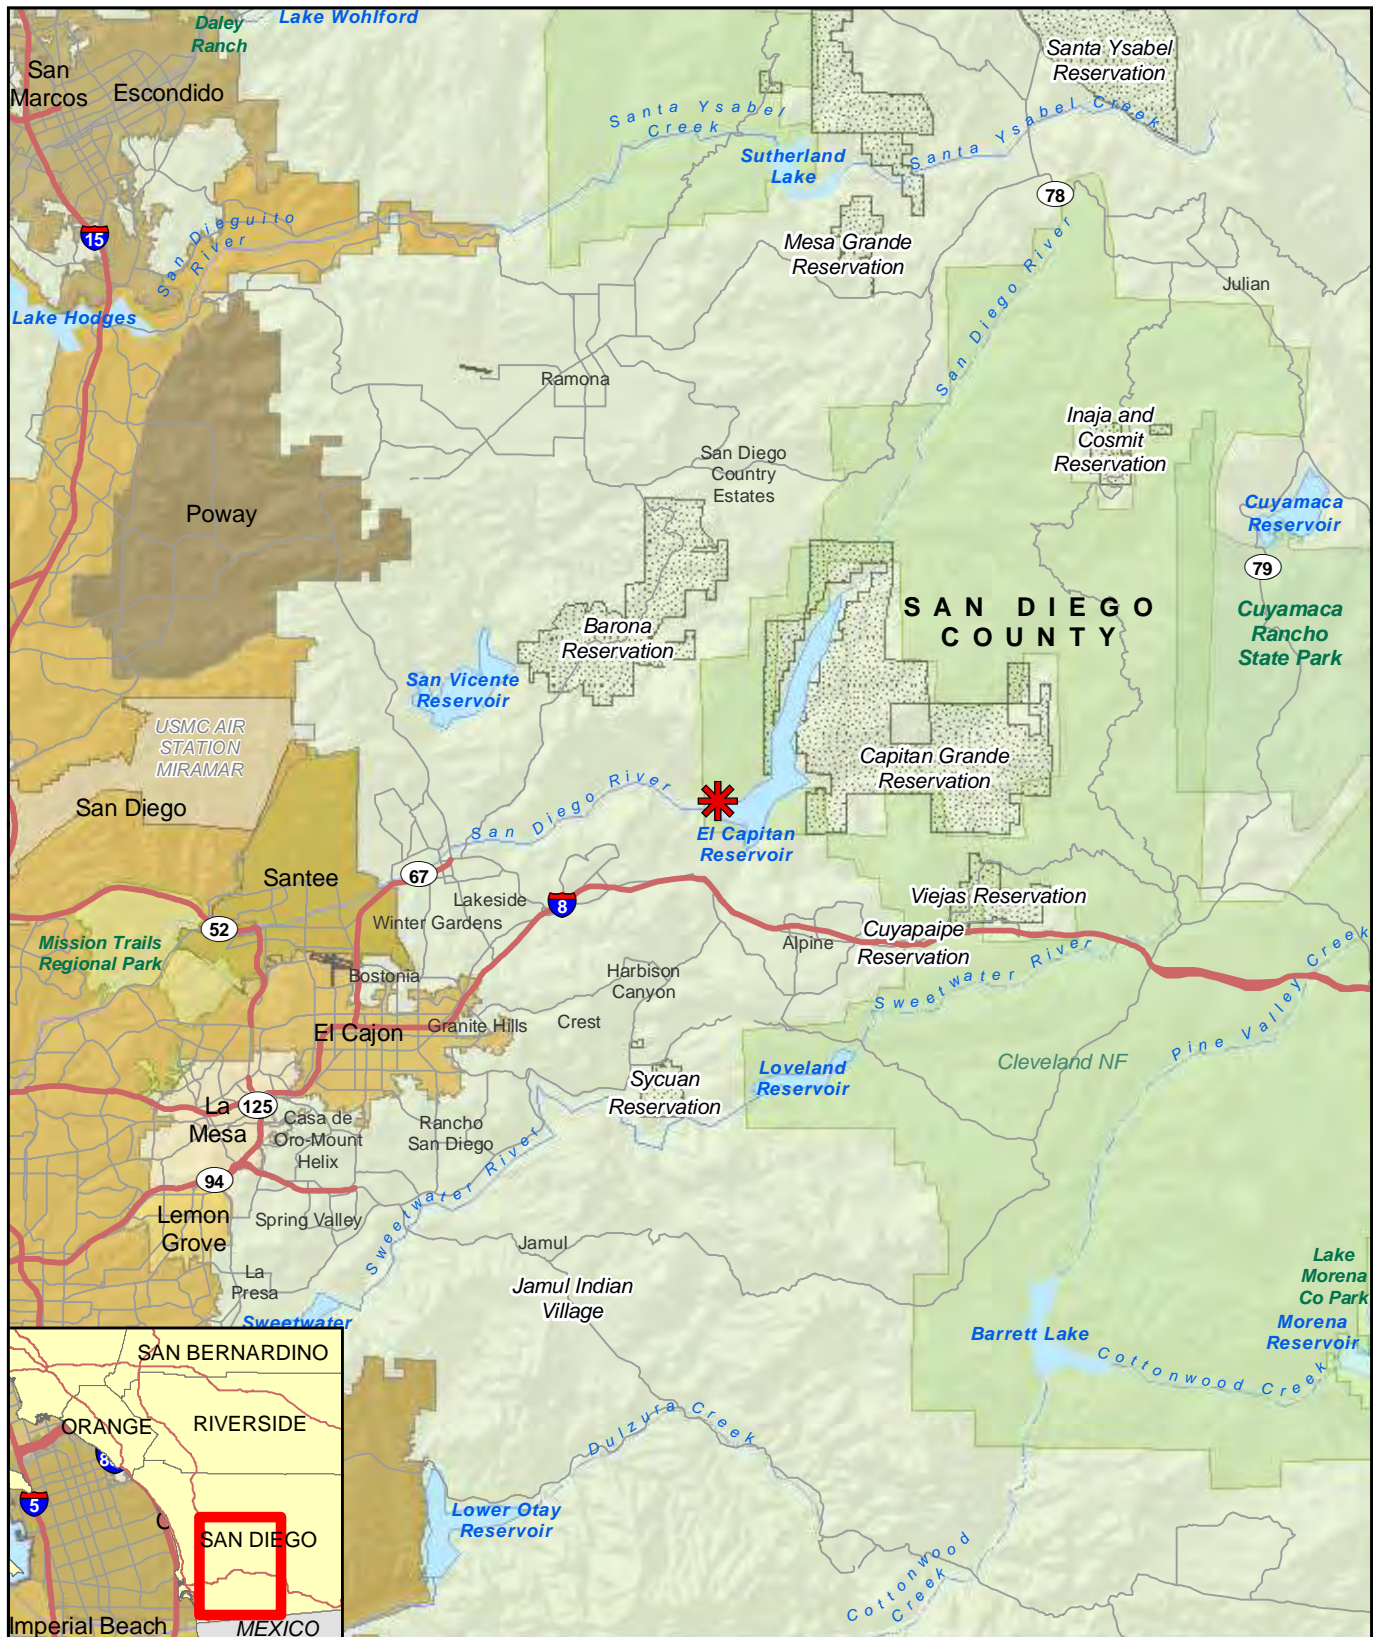 Lake Wohlford
Daley
Ranch
San
Marcos
Escondido
Santa Ysabel
Reservation
Santa Ysabel
Creek
Santa Ysabel Creek
Sutherland
Lake
78
15
San Dieguito
River
Mesa Grande
Reservation
San Diego River
Julian
Lake Hodges
Ramona
Inaja and
Cosmit
Reservation
San Diego
Country
Estates
Poway
Cuyamaca
Reservoir
79
SAN DIEGO
COUNTY
Cuyamaca
Rancho
State Park
Barona
Reservation
San Vicente
Reservoir
USMC AIR
STATION
MIRAMAR
San Diego
Capitan Grande
Reservation
San Diego River
El Capitan
Reservoir
67
Santee
Lakeside
8
Winter Gardens
Viejas Reservation
52
Mission Trails
Regional Park
Alpine
Cuyapaipe
Reservation
Sweetwater River
Bostonia
Harbison
Canyon
El Cajon
Granite Hills
Crest
Pine Valley Creek
Cleveland NF
Loveland
Reservoir
Sycuan
Reservation
La
Mesa
125
Casa de
Oro-Mount
Helix
Rancho
San Diego
94
Sweetwater River
Lemon
Grove
Spring Valley
Jamul
La
Presa
Jamul Indian
Village
Lake
Morena
Co Park
Morena
Reservoir
Sweetwater
Barrett Lake
Cottonwood Creek
SAN BERNARDINO
ORANGE
RIVERSIDE
8
5
SAN DIEGO
Imperial Beach
MEXICO
Dulzura Creek
Lower Otay
Reservoir
Cottonwood
Creek